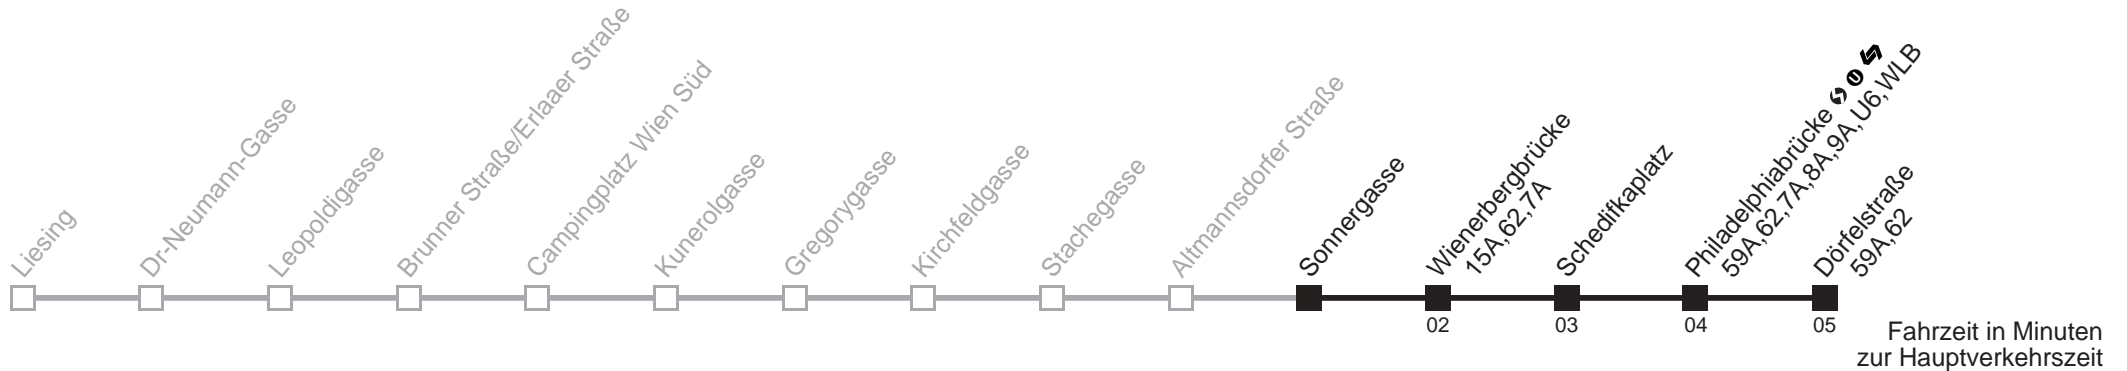 Liesing
Dr-Neumann-Gasse
Leopoldigasse
Brunner Straße/Erlaaer Straße
Campingplatz Wien Süd
Kunerolgasse
Gregorygasse
Kirchfeldgasse
Stachegasse
Altmannsdorfer Straße
Sonnergasse
Wienerbergbrücke
15A,62,7A
Schedifkaplatz
Philadelphiabrücke
59A,62,7A,8A,9A,U6,WLB
Dörfelstraße
59A,62
02
03
04
05
Fahrzeit in Minuten
zur Hauptverkehrszeit